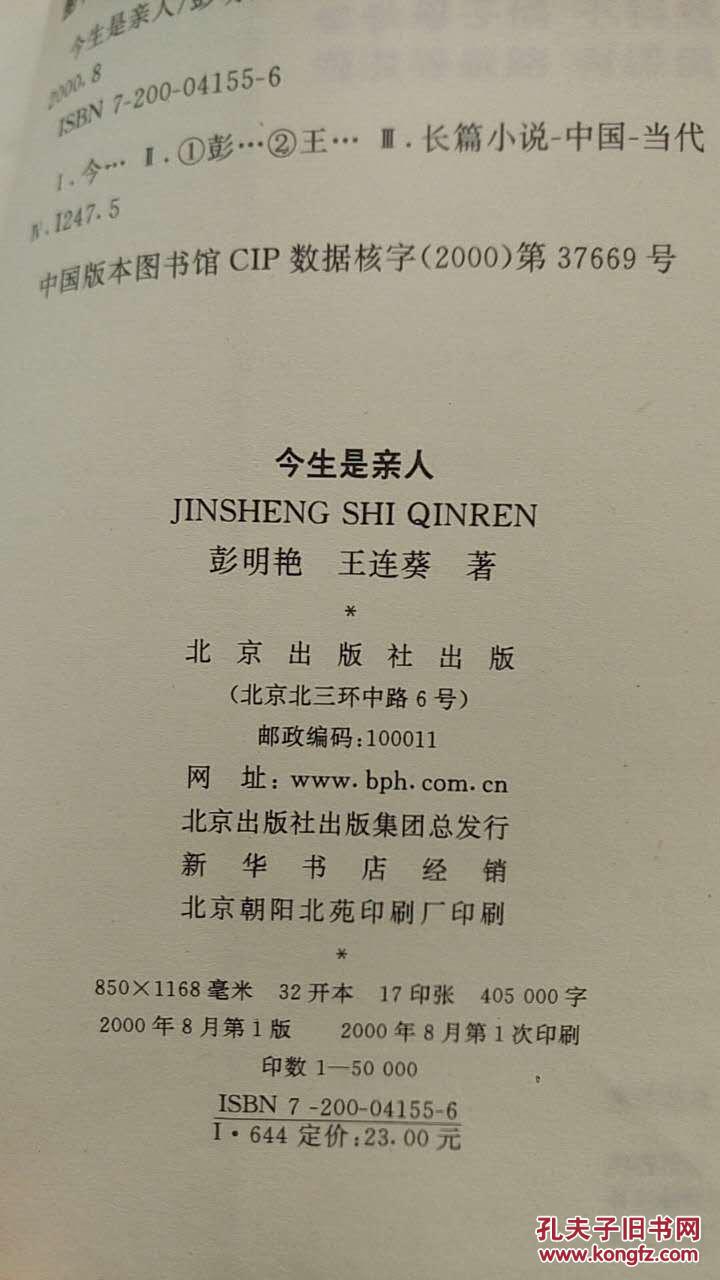 今生是亲人/彭明
2000.8
ISBN 7-200-04155-6
Ⅰ.今… Ⅱ.①彭…②王… Ⅲ.长篇小说-中国-当代
Ⅳ.I247.5
中国版本图书馆 CIP 数据核字(2000)第 37669 号
今生是亲人
JINSHENG SHI QINREN
彭明艳 王连葵 著
*
北京出版社出版
(北京北三环中路6号)
邮政编码:100011
网 址: www.bph.com.cn
北京出版社出版集团总发行
新华书店经销
北京朝阳北苑印刷厂印刷
*
850×1168毫米 32开本 17印张 405 000字
2000年8月第1版 2000年8月第1次印刷
印数 1—50 000
ISBN 7-200-04155-6
I·644 定价:23.00元
孔夫子旧书网
www.kongfz.com